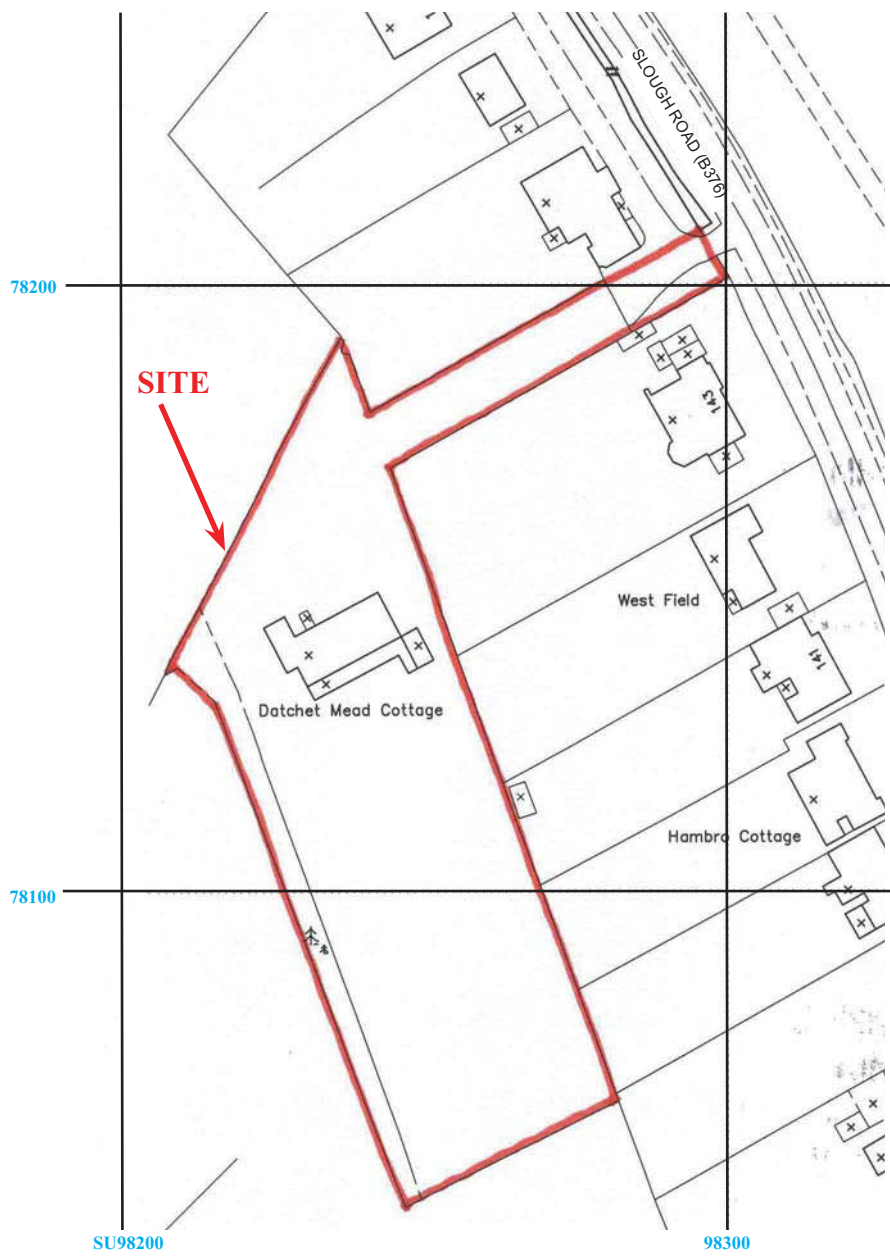 SLOUGH ROAD (B376)
78200
SITE
143
West Field
141
Datchet Mead Cottage
Hambro Cottage
78100
SU98200
98300